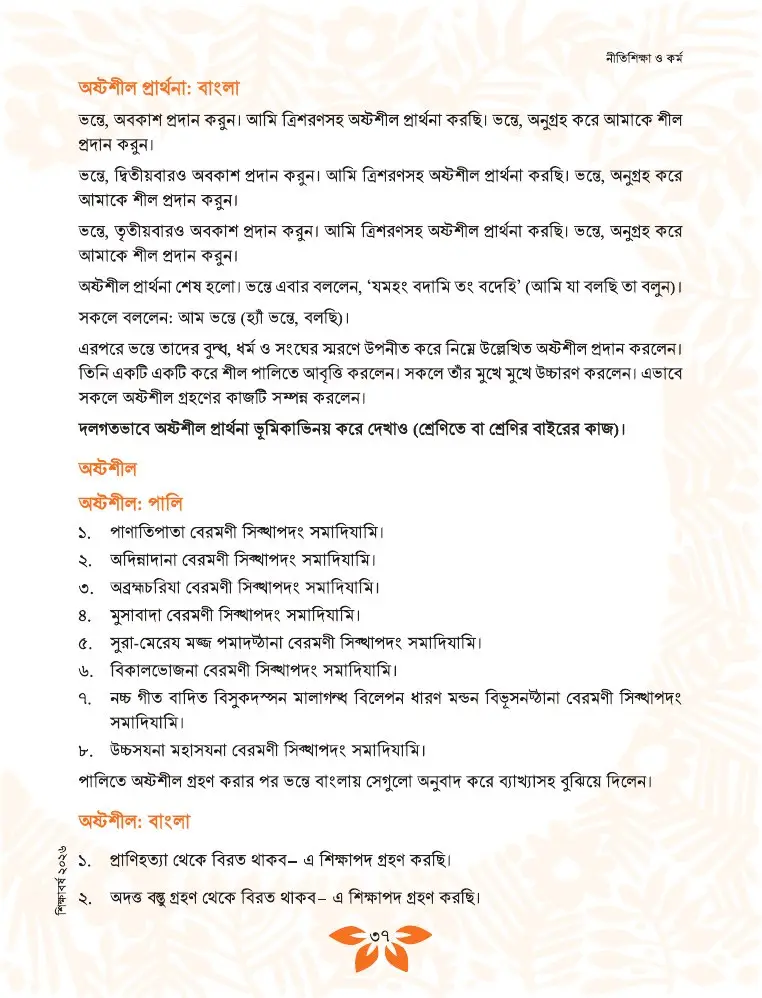 নীতিশিক্ষা ও কর্ম
অষ্টশীল প্রার্থনা: বাংলা
ভন্তে, অবকাশ প্রদান করুন। আমি ত্রিশরণসহ অষ্টশীল প্রার্থনা করছি। ভন্তে, অনুগ্রহ করে আমাকে শীল
প্রদান করুন।
ভন্তে, দ্বিতীয়বারও অবকাশ প্রদান করুন। আমি ত্রিশরণসহ অষ্টশীল প্রার্থনা করছি। ভন্তে, অনুগ্রহ করে
আমাকে শীল প্রদান করুন।
ভন্তে, তৃতীয়বারও অবকাশ প্রদান করুন। আমি ত্রিশরণসহ অষ্টশীল প্রার্থনা করছি। ভন্তে, অনুগ্রহ করে
আমাকে শীল প্রদান করুন।
অষ্টশীল প্রার্থনা শেষ হলো। ভন্তে এবার বললেন, ‘যমহং বদামি তং বদেহি’ (আমি যা বলছি তা বলুন)।
সকলে বললেন: আম ভন্তে (হ্যাঁ ভন্তে, বলছি)।
এরপরে ভন্তে তাদের বুদ্ধ, ধর্ম ও সংঘের স্মরণে উপনীত করে নিম্নে উল্লেখিত অষ্টশীল প্রদান করলেন।
তিনি একটি একটি করে শীল পালিতে আবৃত্তি করলেন। সকলে তাঁর মুখে মুখে উচ্চারণ করলেন। এভাবে
সকলে অষ্টশীল গ্রহণের কাজটি সম্পন্ন করলেন।
দলগতভাবে অষ্টশীল প্রার্থনা ভূমিকাভিনয় করে দেখাও (শ্রেণিতে বা শ্রেণির বাইরের কাজ)।
অষ্টশীল
অষ্টশীল: পালি
১. পাণাতিপাতা বেরমণী সিক্খাপদং সমাদিযামি।
২. অদিন্নাদানা বেরমণী সিক্খাপদং সমাদিযামি।
৩. অব্রহ্মচরিযা বেরমণী সিক্খাপদং সমাদিযামি।
৪. মুসাবাদা বেরমণী সিক্খাপদং সমাদিযামি।
৫. সুরা-মেরেয মজ্জ পমাদট্ঠানা বেরমণী সিক্খাপদং সমাদিযামি।
৬. বিকালভোজনা বেরমণী সিক্খাপদং সমাদিযামি।
৭. নচ্চ গীত বাদিত বিসুকদস্সন মালাগন্ধ বিলেপন ধারণ মন্ডন বিভূসনট্ঠানা বেরমণী সিক্খাপদং
সমাদিযামি।
৮. উচ্চসযনা মহাসযনা বেরমণী সিক্খাপদং সমাদিযামি।
পালিতে অষ্টশীল গ্রহণ করার পর ভন্তে বাংলায় সেগুলো অনুবাদ করে ব্যাখ্যাসহ বুঝিয়ে দিলেন।
অষ্টশীল: বাংলা
১. প্রাণিহত্যা থেকে বিরত থাকব– এ শিক্ষাপদ গ্রহণ করছি।
২. অদত্ত বস্তু গ্রহণ থেকে বিরত থাকব– এ শিক্ষাপদ গ্রহণ করছি।
শিক্ষাবর্ষ ২০২৬
৩৭